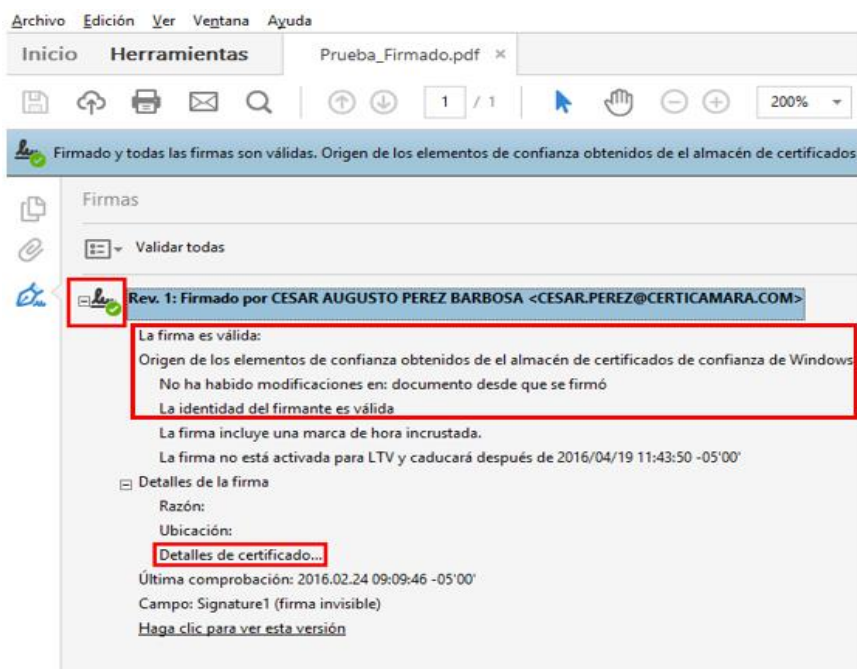 Archivo Edición Ver Ventana Ayuda
Inicio Herramientas Prueba_Firmado.pdf ×
1 / 1 200%
Firmado y todas las firmas son válidas. Origen de los elementos de confianza obtenidos de el almacén de certificados
Firmas
Validar todas
Rev. 1: Firmado por CESAR AUGUSTO PEREZ BARBOSA <CESAR.PEREZ@CERTICAMARA.COM>
La firma es válida:
Origen de los elementos de confianza obtenidos de el almacén de certificados de confianza de Windows
No ha habido modificaciones en: documento desde que se firmó
La identidad del firmante es válida
La firma incluye una marca de hora incrustada.
La firma no está activada para LTV y caducará después de 2016/04/19 11:43:50 -05'00'
Detalles de la firma
Razón:
Ubicación:
Detalles de certificado...
Última comprobación: 2016.02.24 09:09:46 -05'00'
Campo: Signature1 (firma invisible)
Haga clic para ver esta versión